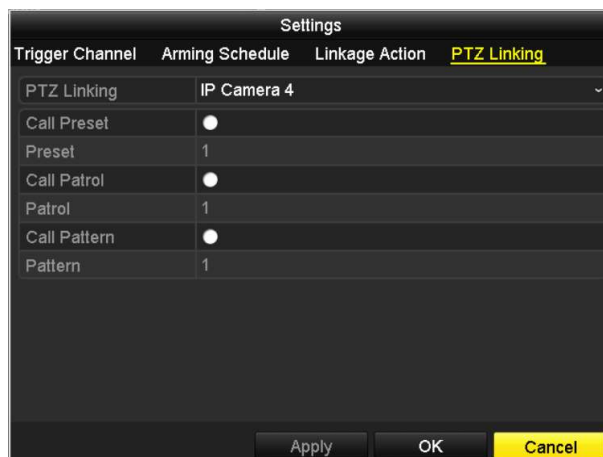 Settings
Trigger Channel Arming Schedule Linkage Action PTZ Linking
PTZ Linking IP Camera 4
Call Preset
Preset 1
Call Patrol
Patrol 1
Call Pattern
Pattern 1
Apply OK Cancel